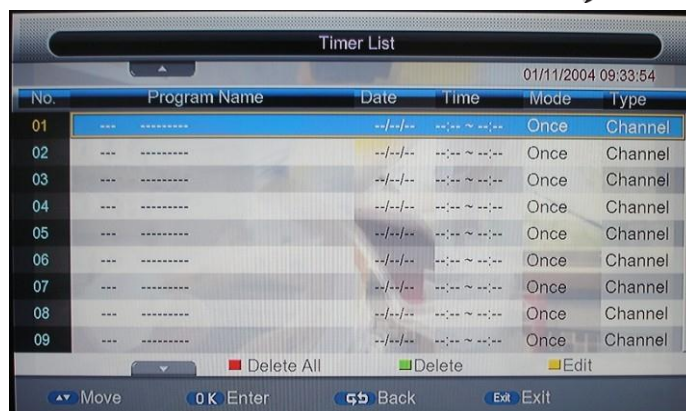 Timer List
01/11/2004 09:33:54
No. Program Name Date Time Mode Type
01 --- --------- --/--/-- --:-- ~ --:-- Once Channel
02 --- --------- --/--/-- --:-- ~ --:-- Once Channel
03 --- --------- --/--/-- --:-- ~ --:-- Once Channel
04 --- --------- --/--/-- --:-- ~ --:-- Once Channel
05 --- --------- --/--/-- --:-- ~ --:-- Once Channel
06 --- --------- --/--/-- --:-- ~ --:-- Once Channel
07 --- --------- --/--/-- --:-- ~ --:-- Once Channel
08 --- --------- --/--/-- --:-- ~ --:-- Once Channel
09 --- --------- --/--/-- --:-- ~ --:-- Once Channel
Delete All Delete Edit
Move OK Enter Back Exit Exit